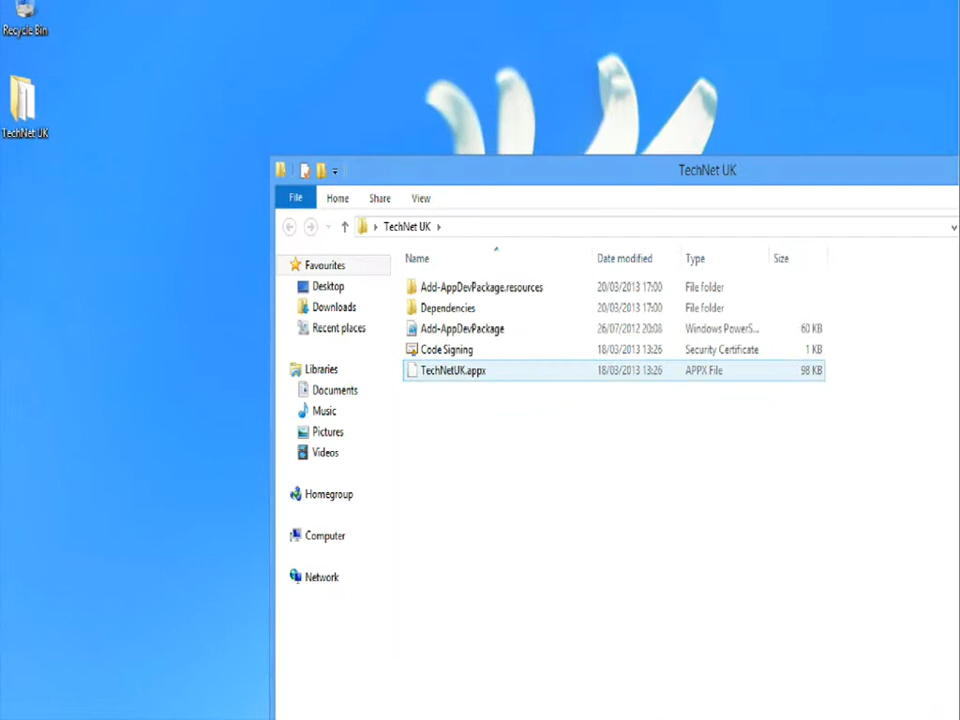 Recycle Bin
TechNet UK
TechNet UK
File Home Share View
TechNet UK
Name Date modified Type Size
Favourites
Add-AppDevPackage.resources 20/03/2013 17:00 File folder
Desktop
Dependencies 20/03/2013 17:00 File folder
Downloads
Add-AppDevPackage 26/07/2012 20:08 Windows PowerS... 60 KB
Recent places
Code Signing 18/03/2013 13:26 Security Certificate 1 KB
Libraries
TechNetUK.appx 18/03/2013 13:26 APPX File 98 KB
Documents
Music
Pictures
Videos
Homegroup
Computer
Network